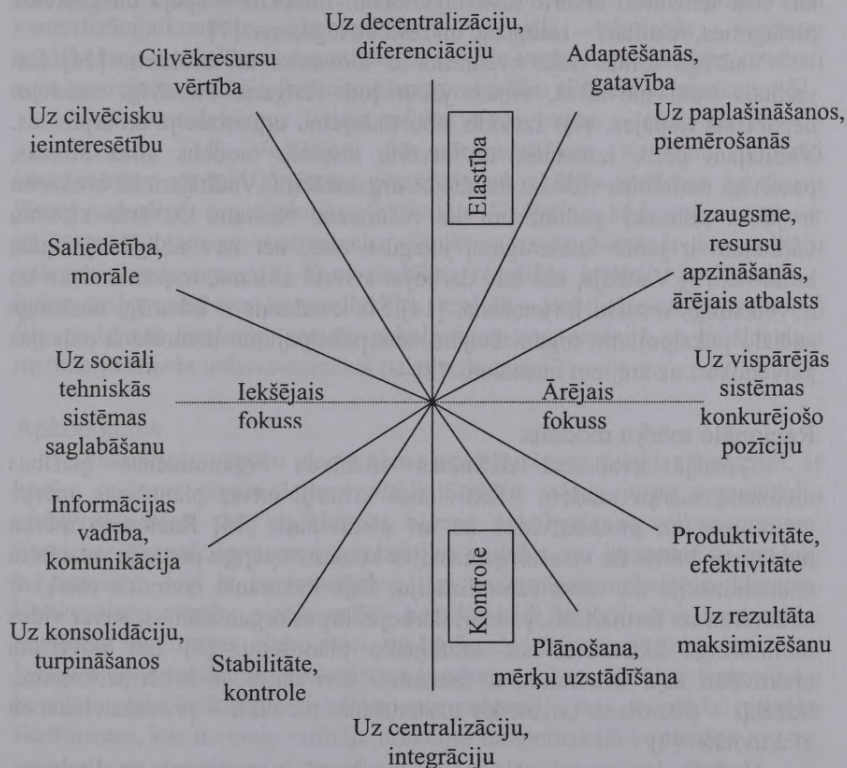 Uz decentralizāciju,
diferenciāciju
Cilvēkresursu
vērtība
Adaptēšanās,
gatavība
Uz cilvēcisku
ieinteresētību
Uz paplašināšanos,
piemērošanās
Elastība
Saliedētība,
morāle
Izaugsme,
resursu
apzināšanās,
ārējais atbalsts
Uz sociāli
tehniskās
sistēmas
saglabāšanu
Iekšējais
fokuss
Ārējais
fokuss
Uz vispārējās
sistēmas
konkurējošo
pozīciju
Informācijas
vadība,
komunikācija
Kontrole
Produktivitāte,
efektivitāte
Uz konsolidāciju,
turpināšanos
Stabilitāte,
kontrole
Plānošana,
mērķu uzstādīšana
Uz rezultāta
maksimizēšanu
Uz centralizāciju,
integrāciju